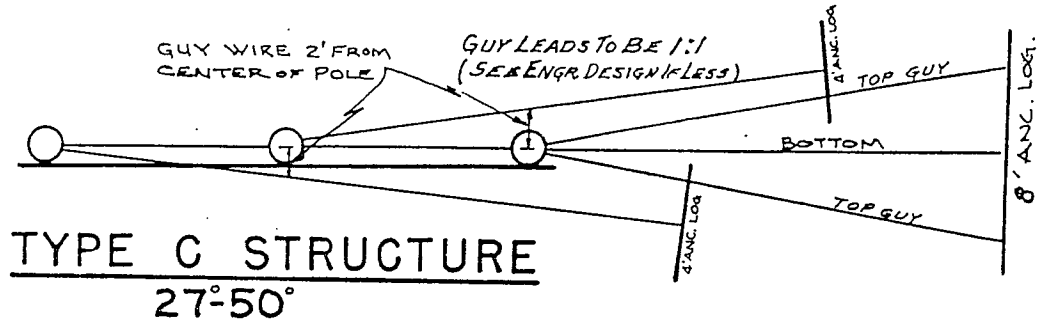 GUY WIRE 2' FROM
CENTER OF POLE
GUY LEADS TO BE 1:1
(SEE ENGR DESIGN IF LESS)
4' ANC. LOG
TOP GUY
BOTTOM
TOP GUY
4' ANC. LOG
8' ANC. LOG.
TYPE C STRUCTURE
27°-50°